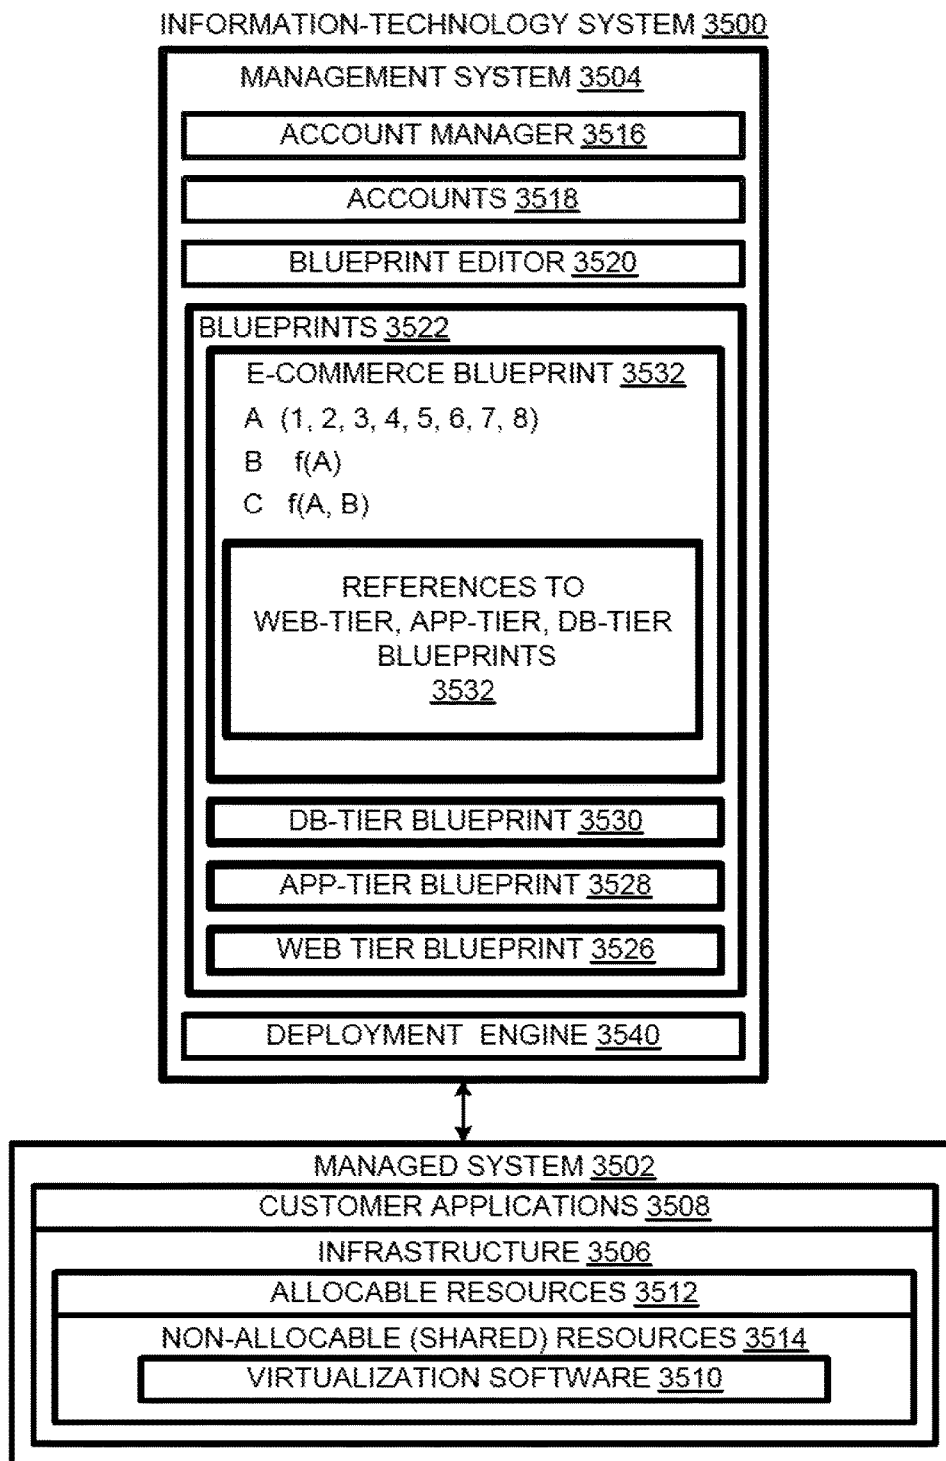 INFORMATION-TECHNOLOGY SYSTEM 3500
MANAGEMENT SYSTEM 3504
ACCOUNT MANAGER 3516
ACCOUNTS 3518
BLUEPRINT EDITOR 3520
BLUEPRINTS 3522
E-COMMERCE BLUEPRINT 3532
A (1, 2, 3, 4, 5, 6, 7, 8)
B f(A)
C f(A, B)
REFERENCES TO
WEB-TIER, APP-TIER, DB-TIER
BLUEPRINTS
3532
DB-TIER BLUEPRINT 3530
APP-TIER BLUEPRINT 3528
WEB TIER BLUEPRINT 3526
DEPLOYMENT ENGINE 3540
MANAGED SYSTEM 3502
CUSTOMER APPLICATIONS 3508
INFRASTRUCTURE 3506
ALLOCABLE RESOURCES 3512
NON-ALLOCABLE (SHARED) RESOURCES 3514
VIRTUALIZATION SOFTWARE 3510